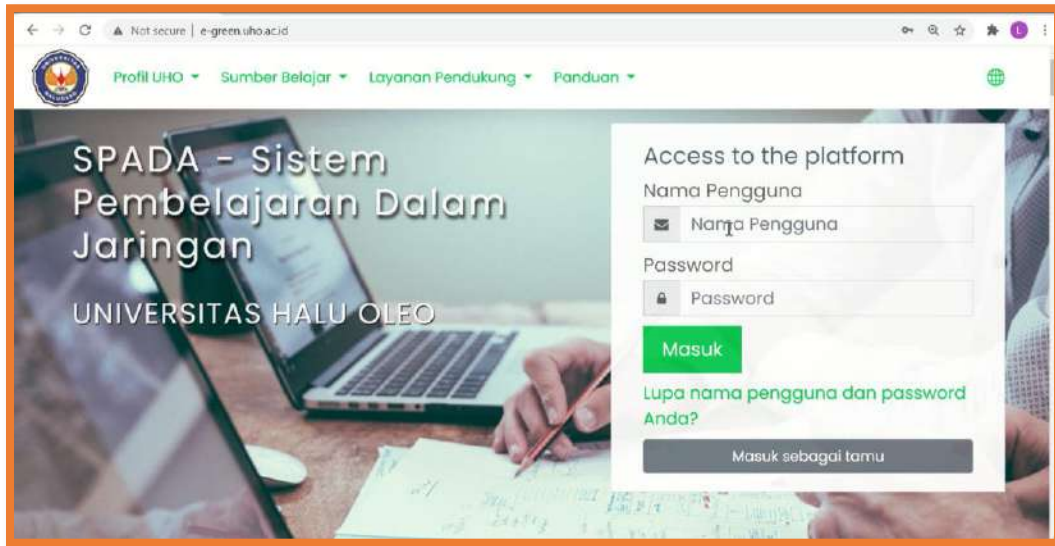 Not secure | e-green.uho.ac.id
L
Profil UHO Sumber Belajar Layanan Pendukung Panduan
SPADA - Sistem
Pembelajaran Dalam
Jaringan
UNIVERSITAS HALU OLEO
Access to the platform
Nama Pengguna
Nama Pengguna
Password
Password
Masuk
Lupa nama pengguna dan password
Anda?
Masuk sebagai tamu